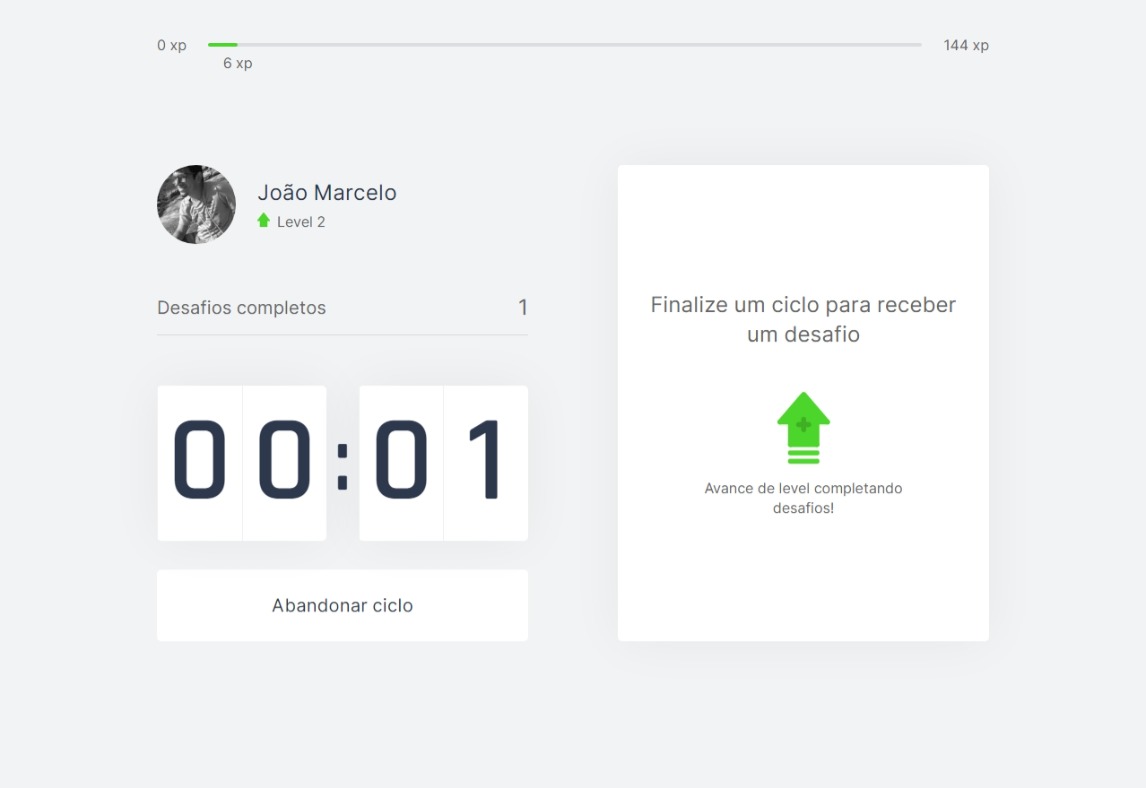 0 xp
144 xp
6 xp
João Marcelo
Level 2
Desafios completos
1
00:01
Abandonar ciclo
Finalize um ciclo para receber
um desafio
Avance de level completando
desafios!